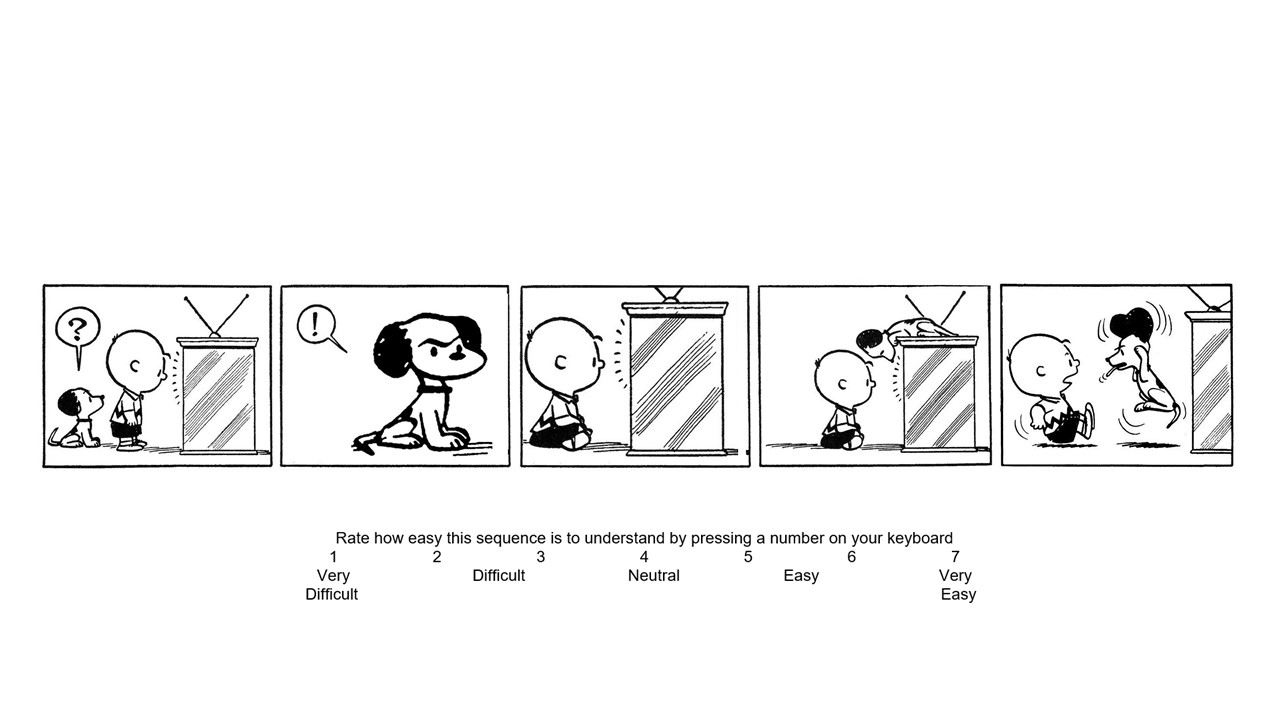 ?
!
Rate how easy this sequence is to understand by pressing a number on your keyboard
1 2 3 4 5 6 7
Very Difficult Neutral Easy Very
Difficult Easy